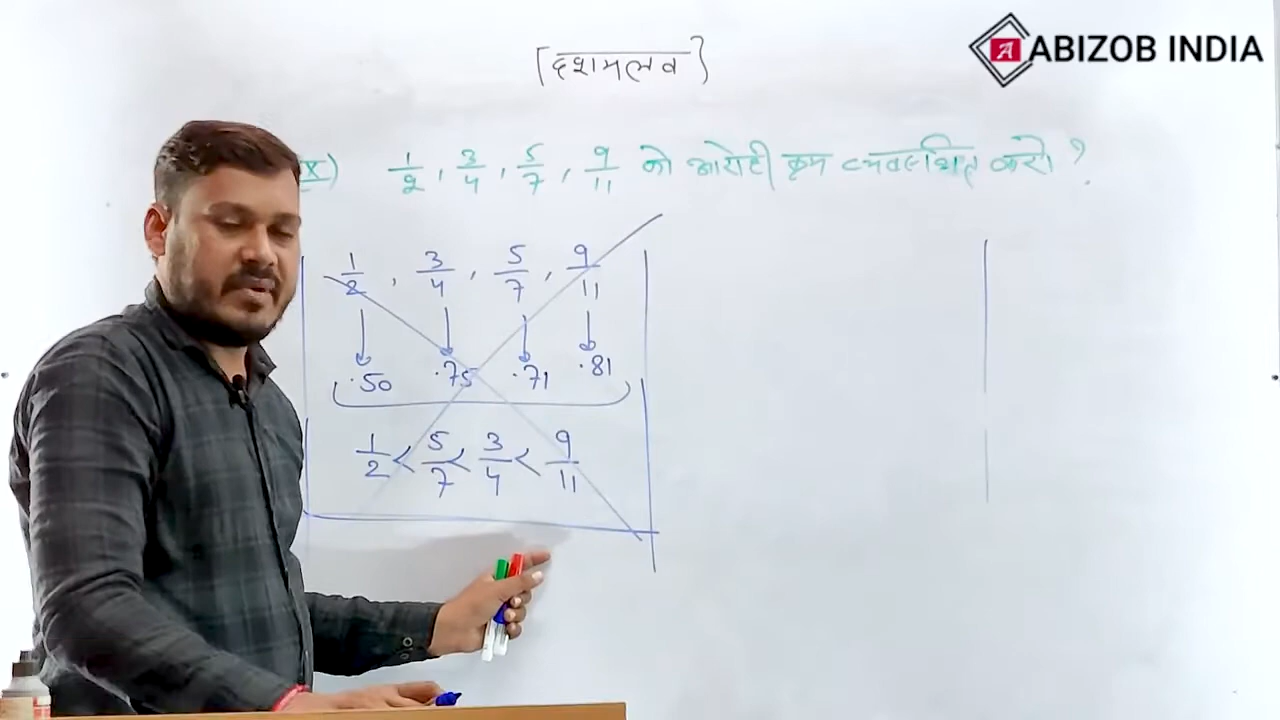 ABIZOB INDIA
[दशमलव}
Ex) 1/2, 3/4, 5/7, 9/11 को आरोही क्रम व्यवस्थित करो ?
1/2, 3/4, 5/7, 9/11
.50 .75 .71 .81
1/2 < 5/7 < 3/4 < 9/11